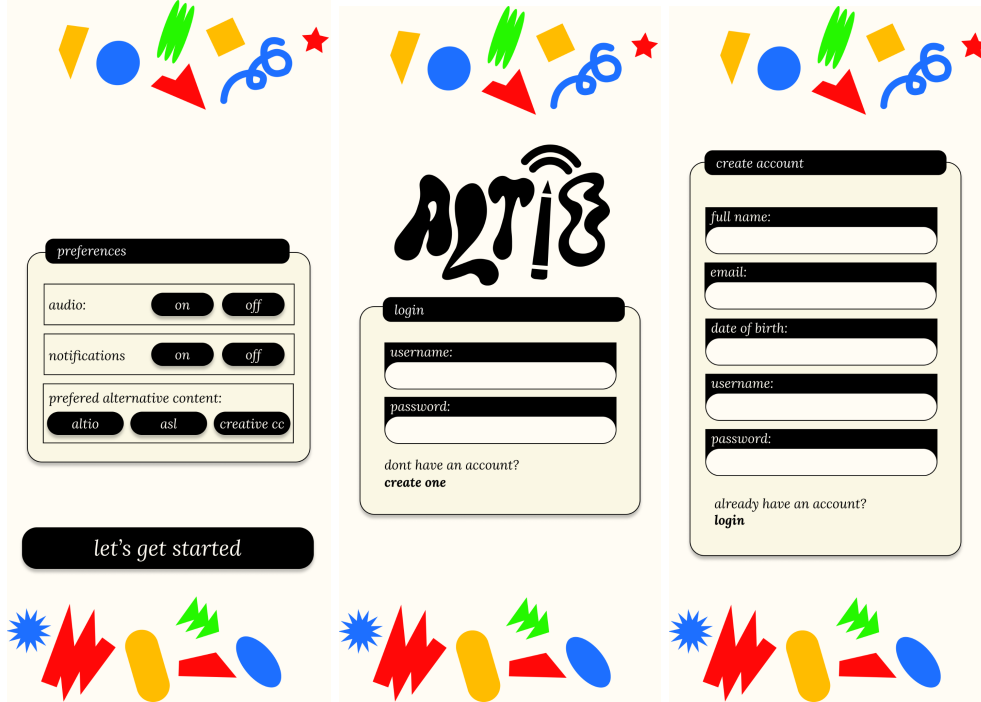 preferences
audio:
on
off
notifications
on
off
prefered alternative content:
altio
asl
creative cc
let's get started
ALTIO
login
username:
password:
dont have an account?
create one
create account
full name:
email:
date of birth:
username:
password:
already have an account?
login